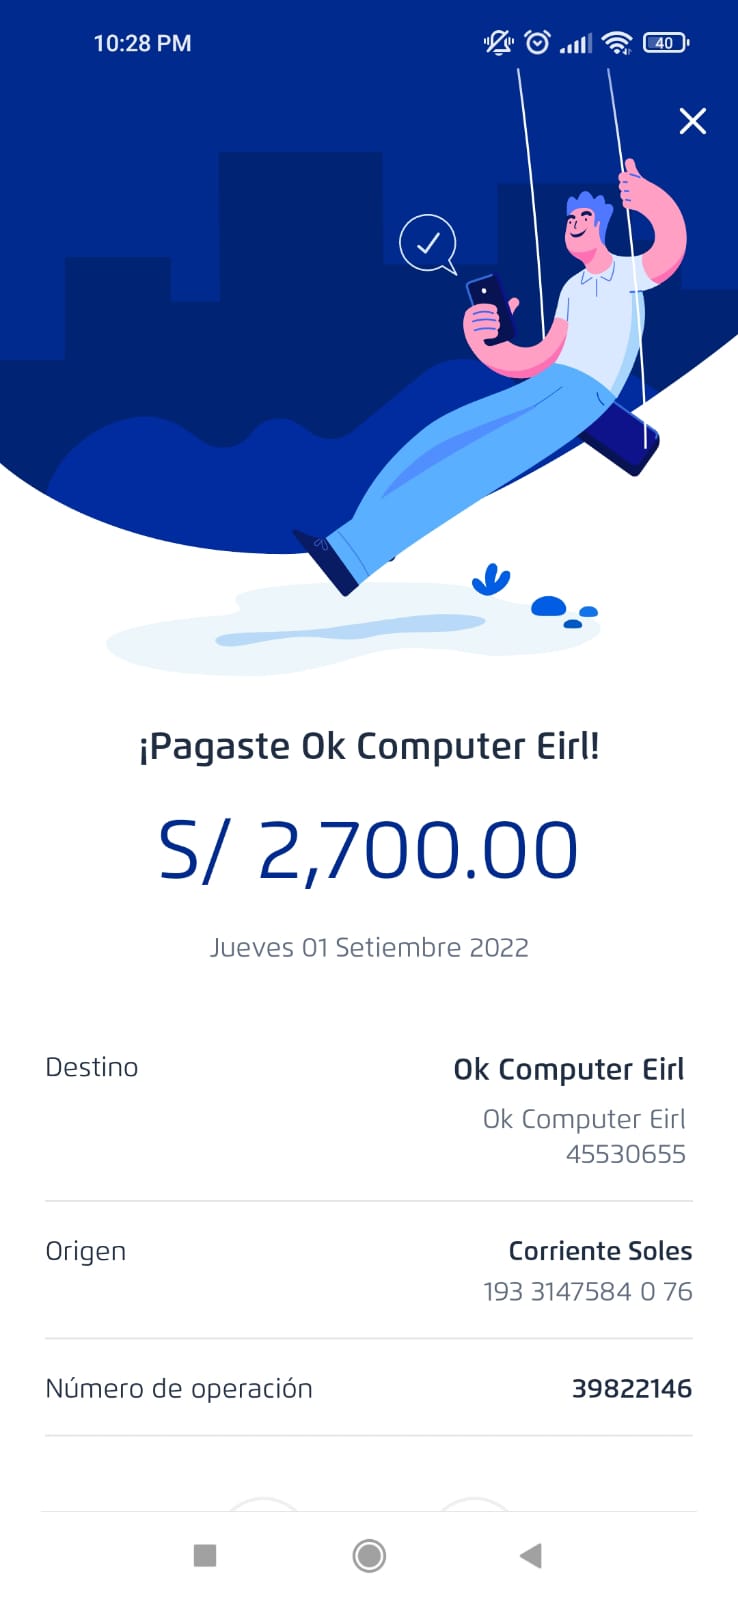 10:28 PM
40
¡Pagaste Ok Computer Eirl!
S/ 2,700.00
Jueves 01 Setiembre 2022
Destino
Ok Computer Eirl
Ok Computer Eirl
45530655
Origen
Corriente Soles
193 3147584 0 76
Número de operación
39822146